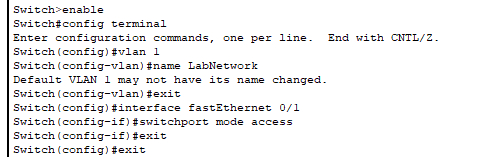 Switch>enable
Switch#config terminal
Enter configuration commands, one per line.  End with CNTL/Z.
Switch(config)#vlan 1
Switch(config-vlan)#name LabNetwork
Default VLAN 1 may not have its name changed.
Switch(config-vlan)#exit
Switch(config)#interface fastEthernet 0/1
Switch(config-if)#switchport mode access
Switch(config-if)#exit
Switch(config)#exit